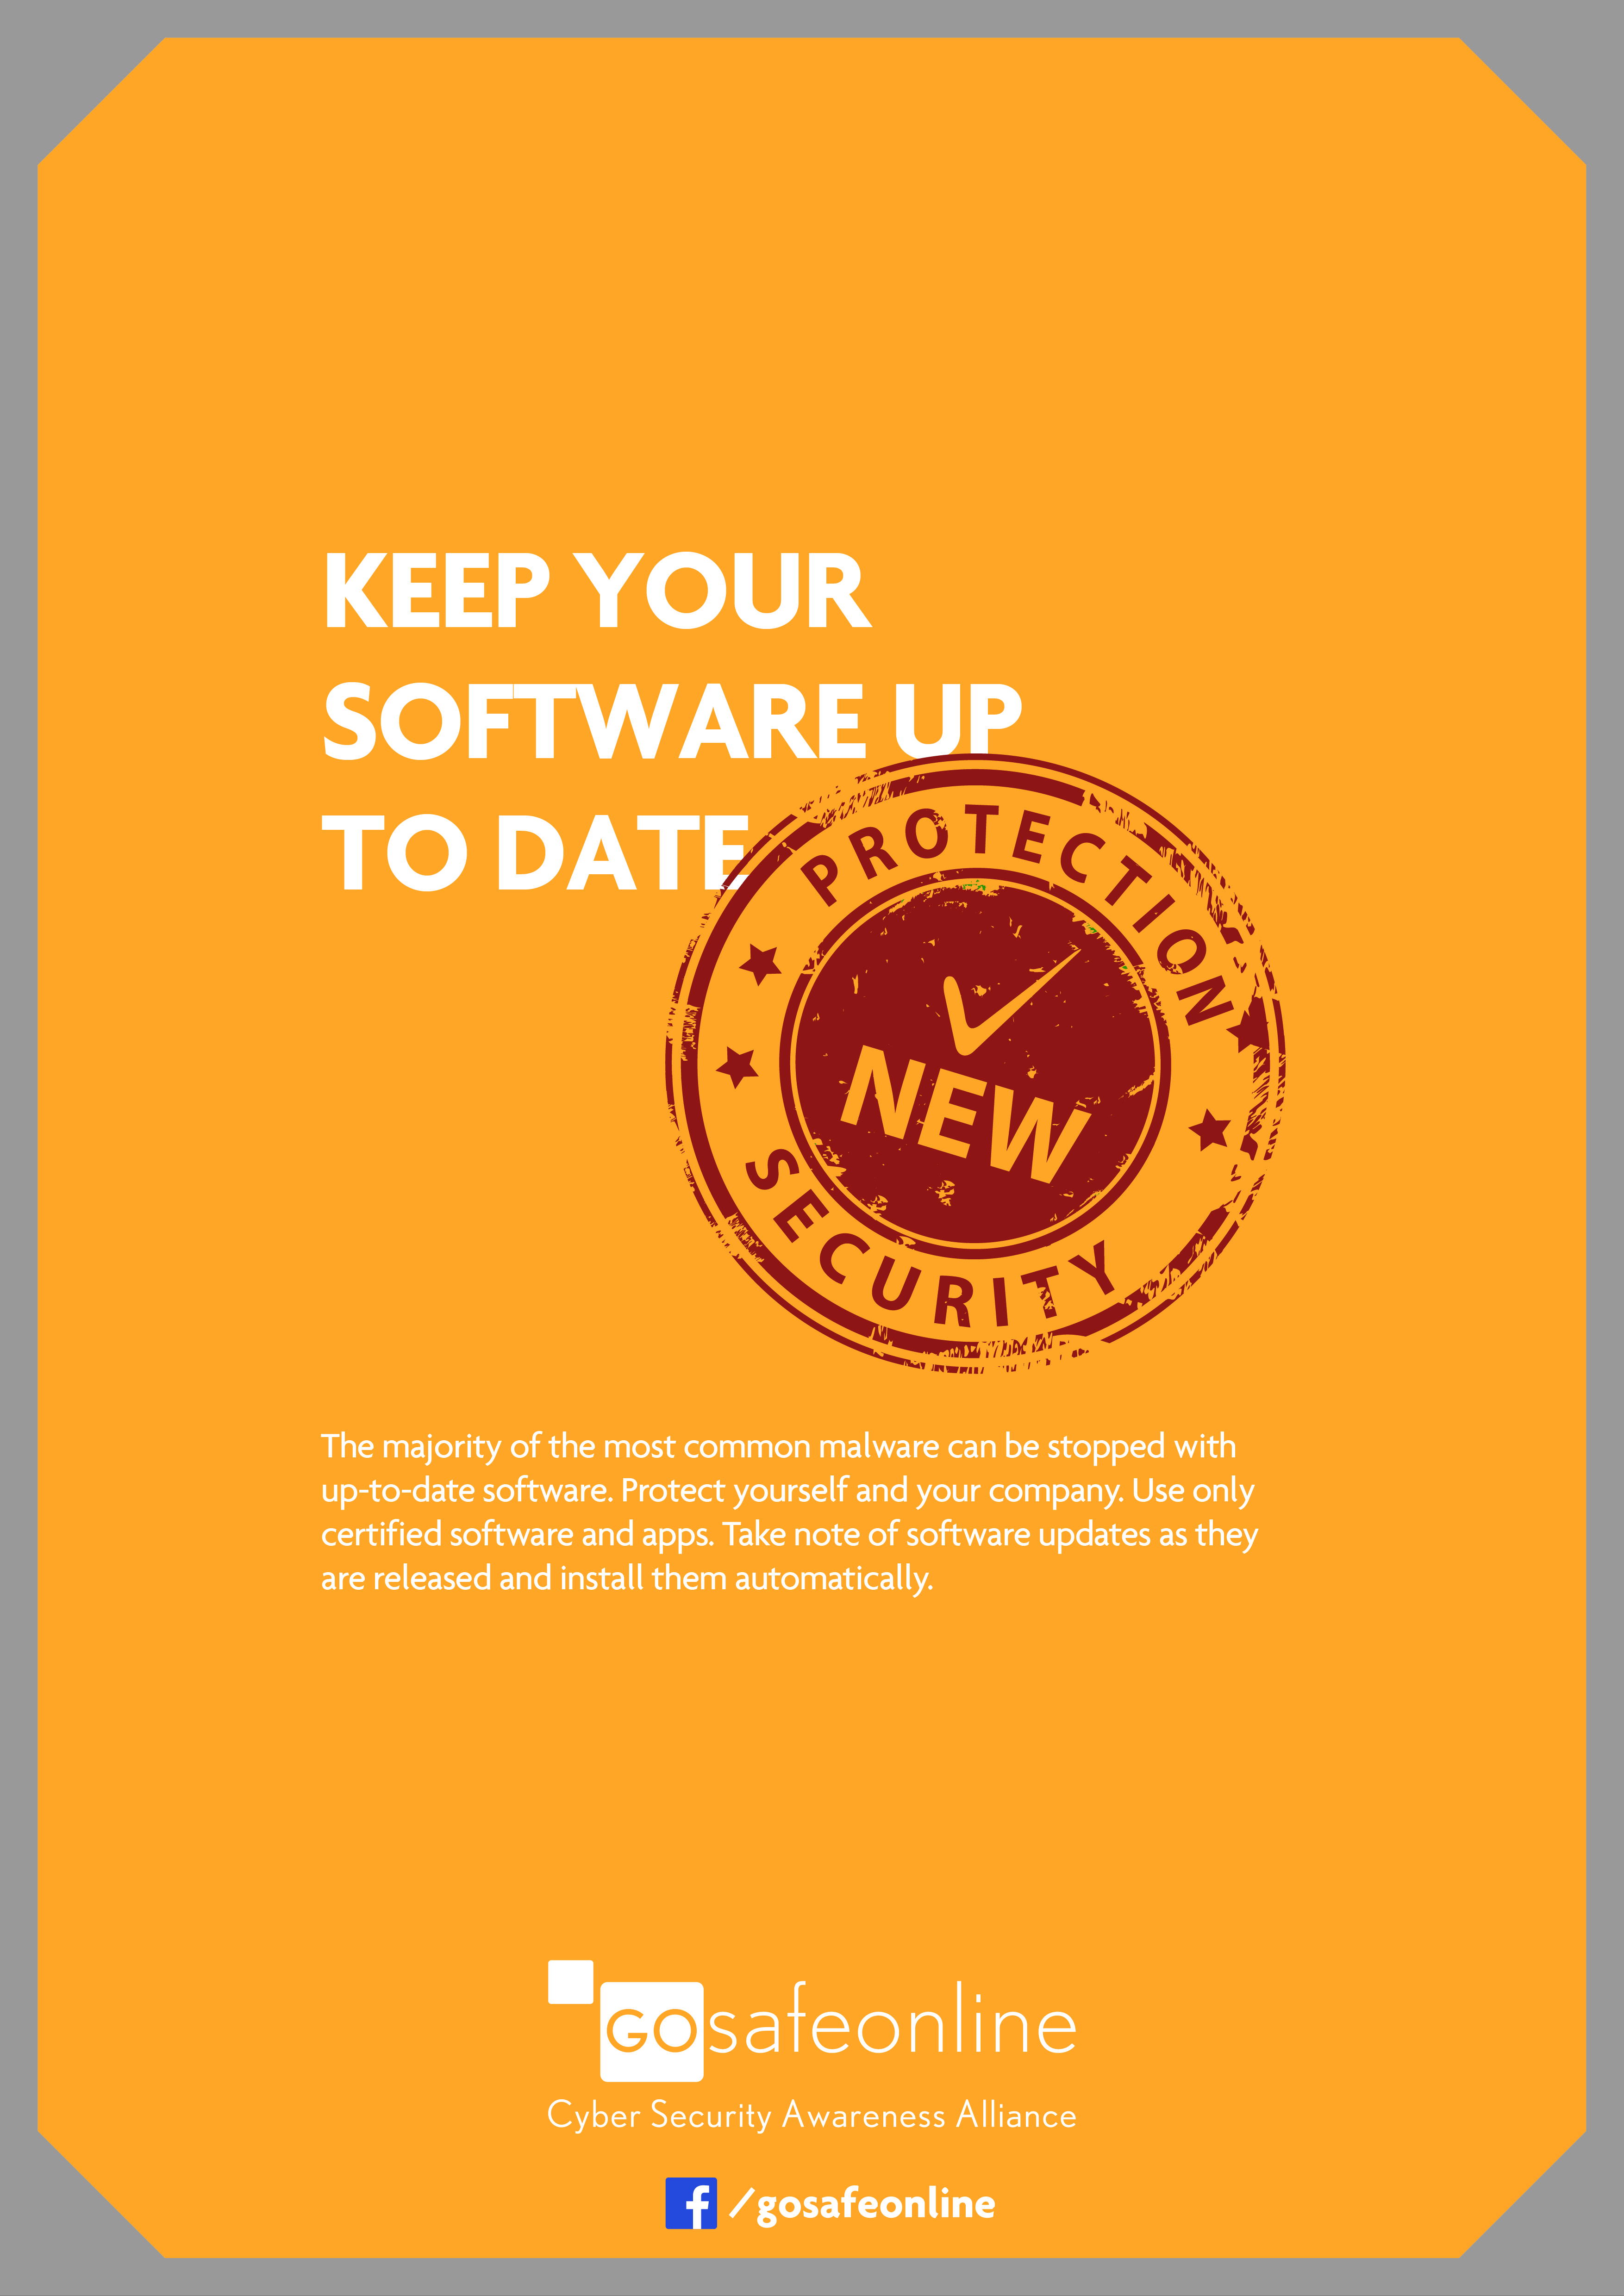 KEEP YOUR
SOFTWARE UP
TO DATE
PROTECTION
NEW
SECURITY
The majority of the most common malware can be stopped with
up-to-date software. Protect yourself and your company. Use only
certified software and apps. Take note of software updates as they
are released and install them automatically.
GOsafeonline
Cyber Security Awareness Alliance
f /gosafeonline